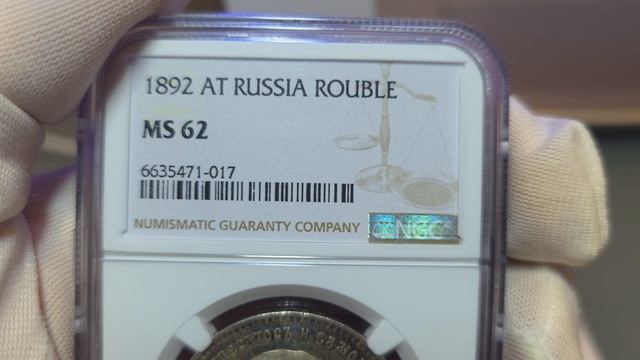 1892 AT RUSSIA ROUBLE
MS 62
6635471-017
NUMISMATIC GUARANTY COMPANY
NGC